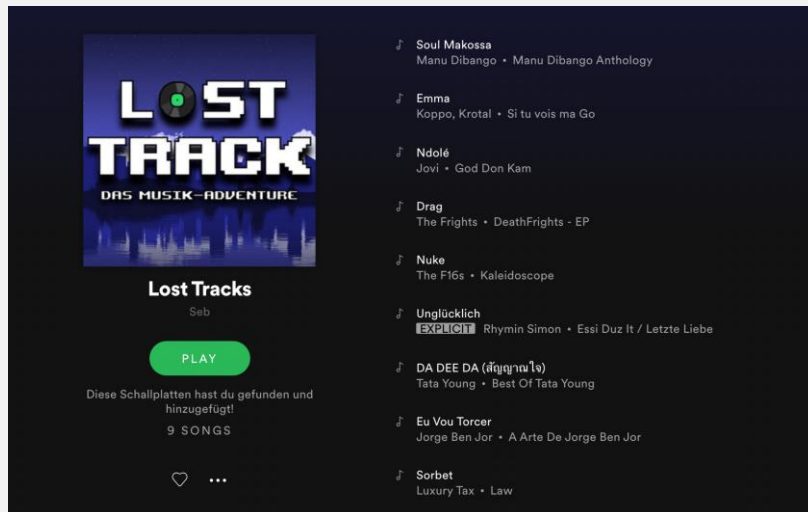 LOST
TRACK
DAS MUSIK-ADVENTURE
Lost Tracks
Seb
PLAY
Diese Schallplatten hast du gefunden und
hinzugefügt!
9 SONGS
Soul Makossa
Manu Dibango • Manu Dibango Anthology
Emma
Koppo, Krotal • Si tu vois ma Go
Ndolé
Jovi • God Don Kam
Drag
The Frights • DeathFrights - EP
Nuke
The F16s • Kaleidoscope
Unglücklich
EXPLICIT Rhymin Simon • Essi Duz It / Letzte Liebe
DA DEE DA (สัญญาณใจ)
Tata Young • Best Of Tata Young
Eu Vou Torcer
Jorge Ben Jor • A Arte De Jorge Ben Jor
Sorbet
Luxury Tax • Law